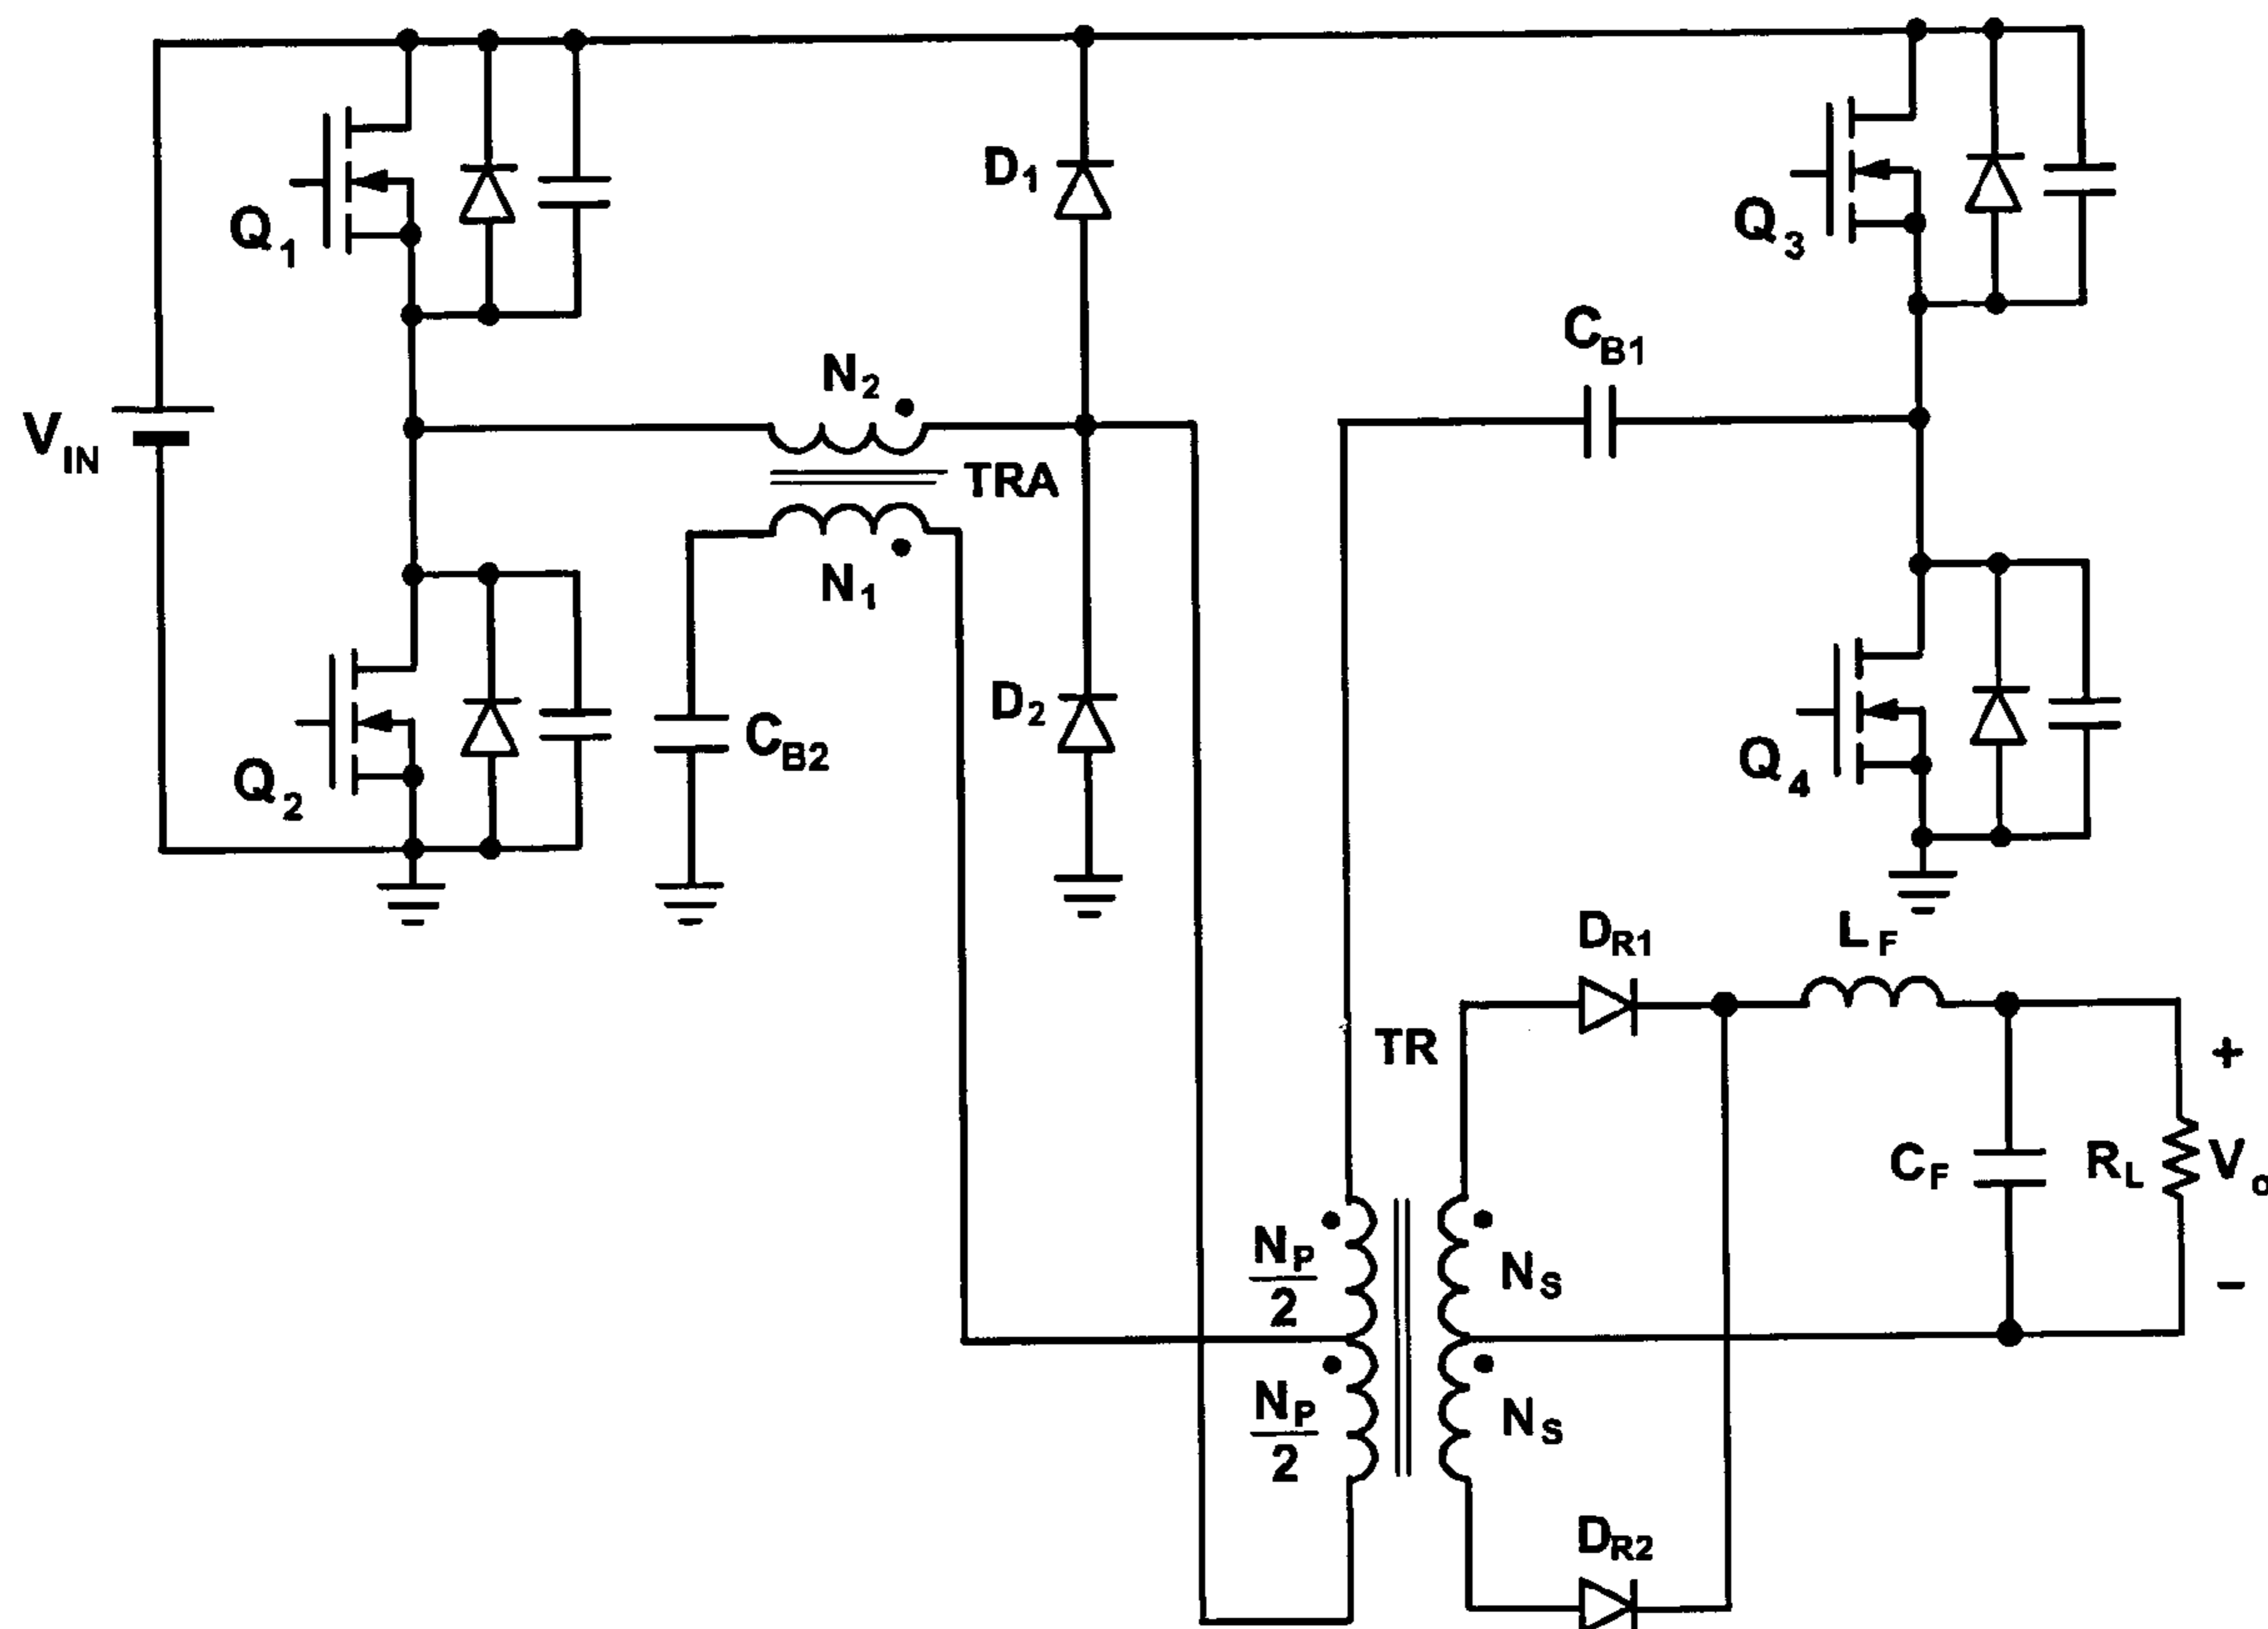 D1
Q1
Q3
CB1
N2
VIN
TRA
N1
D2
CB2
Q2
Q4
DR1
LF
TR
+
NP
2
NS
CF
RL
Vo
−
NP
2
NS
DR2